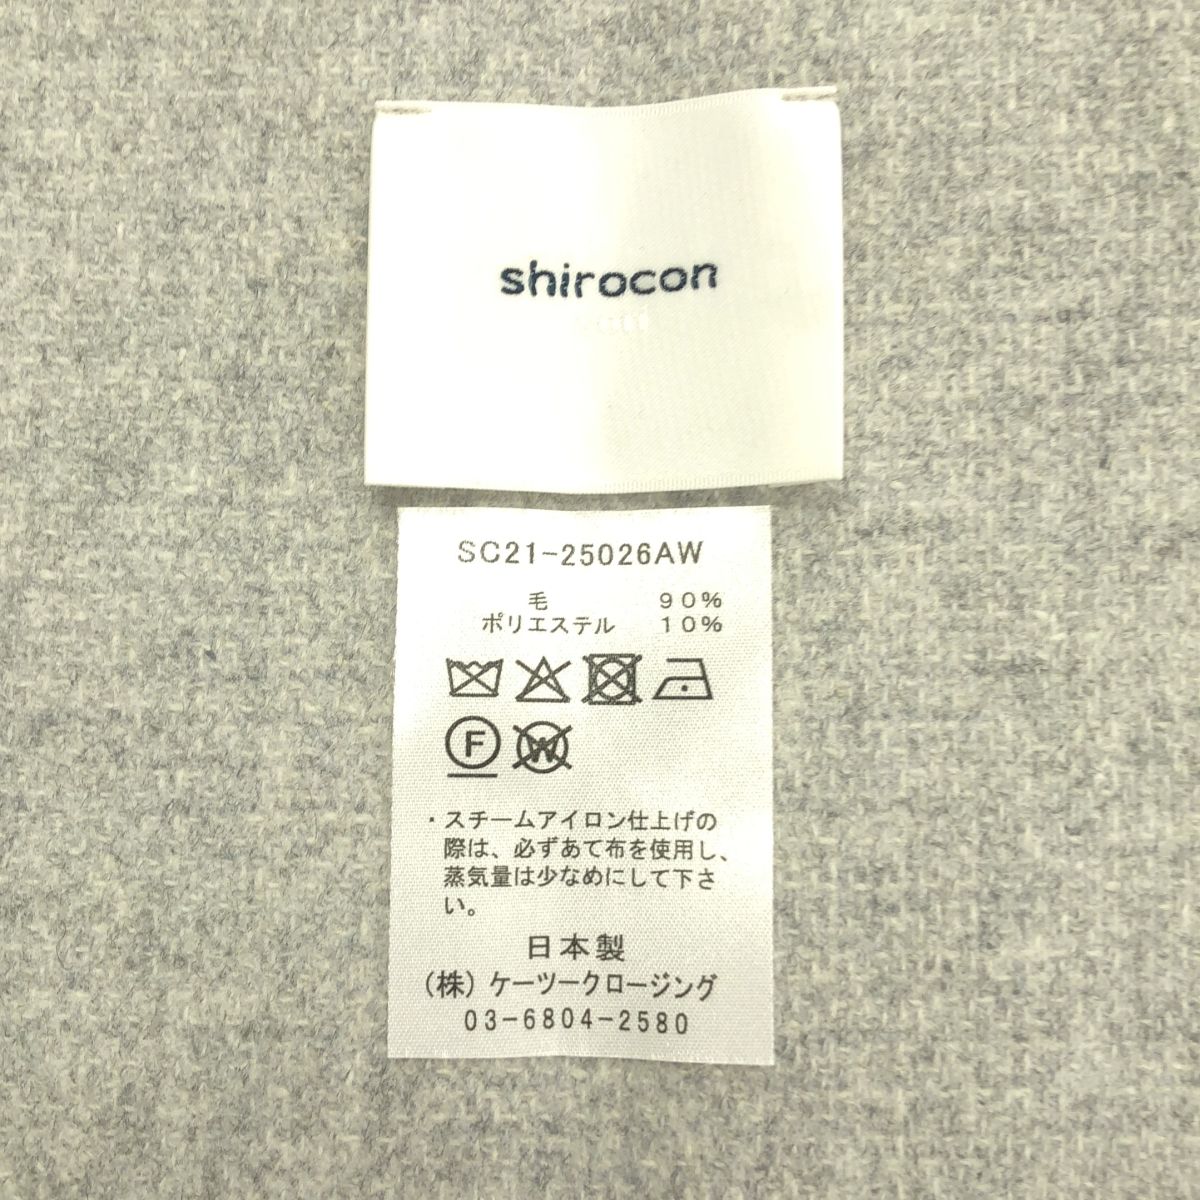 shirocon
SC21-25026AW
毛 90%
ポリエステル 10%
F W
・スチームアイロン仕上げの
際は、必ずあて布を使用し、
蒸気量は少なめにして下さ
い。
日本製
(株)ケーツークロージング
03-6804-2580